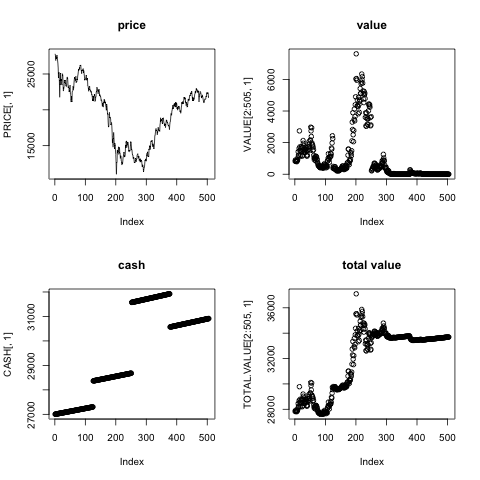 price
value
PRICE[, 1]
15000
25000
0 100 200 300 400 500
Index
VALUE[2:505, 1]
0 2000 4000 6000
0 100 200 300 400 500
Index
cash
total value
CASH[, 1]
27000 29000 31000
0 100 200 300 400 500
Index
TOTAL.VALUE[2:505, 1]
28000 32000 36000
0 100 200 300 400 500
Index